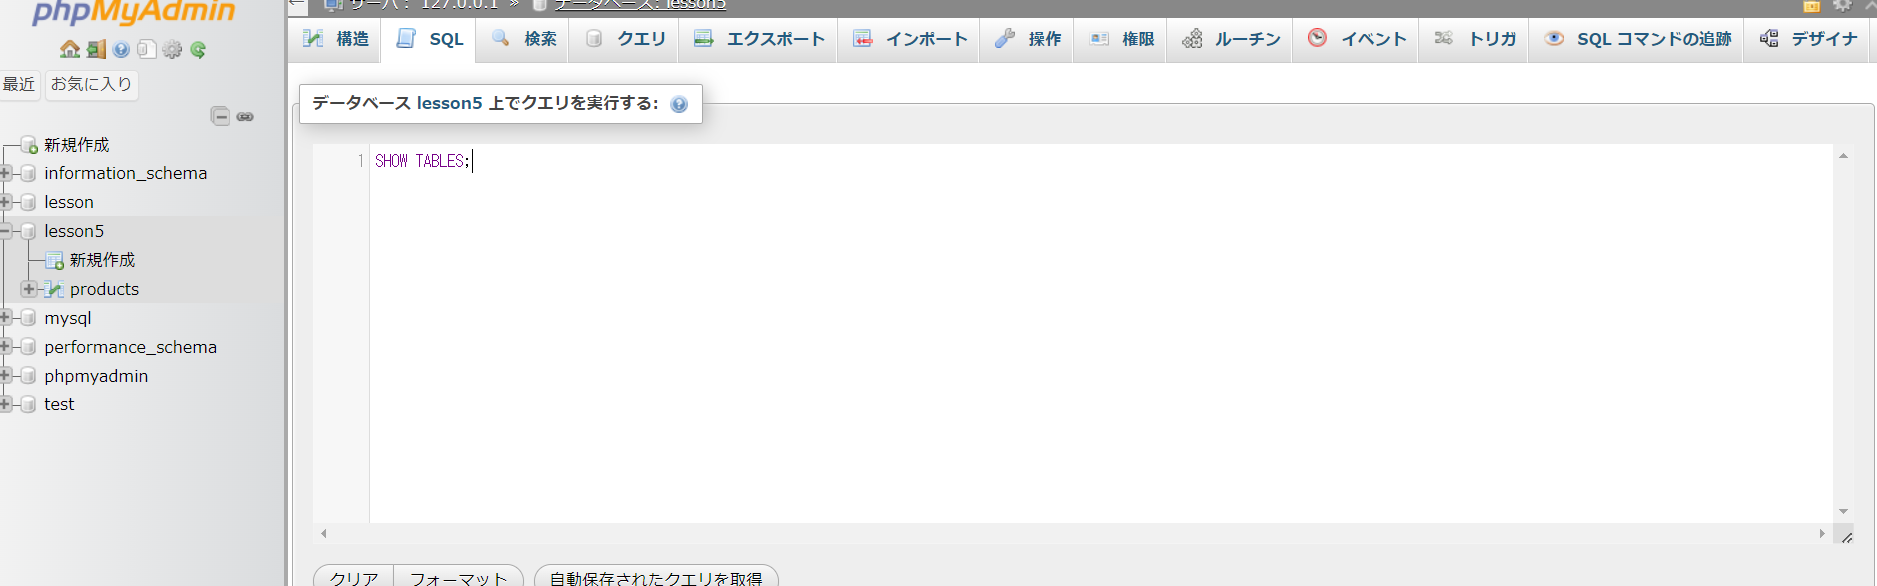 phpMyAdmin
最近 お気に入り
新規作成
information_schema
lesson
lesson5
新規作成
products
mysql
performance_schema
phpmyadmin
test
サーバ: 127.0.0.1 » データベース: lesson5
構造 SQL 検索 クエリ エクスポート インポート 操作 権限 ルーチン イベント トリガ SQL コマンドの追跡 デザイナ
データベース lesson5 上でクエリを実行する:
1 SHOW TABLES;
クリア フォーマット 自動保存されたクエリを取得